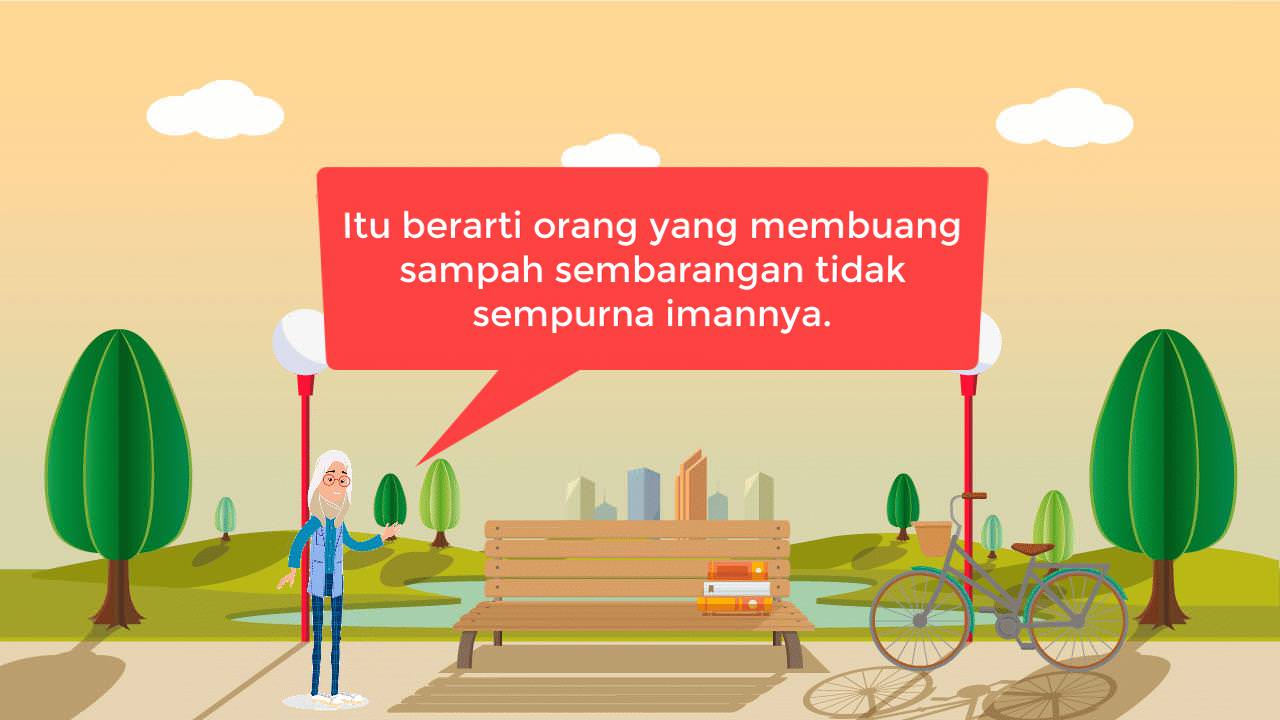 Itu berarti orang yang membuang
sampah sembarangan tidak
sempurna imannya.